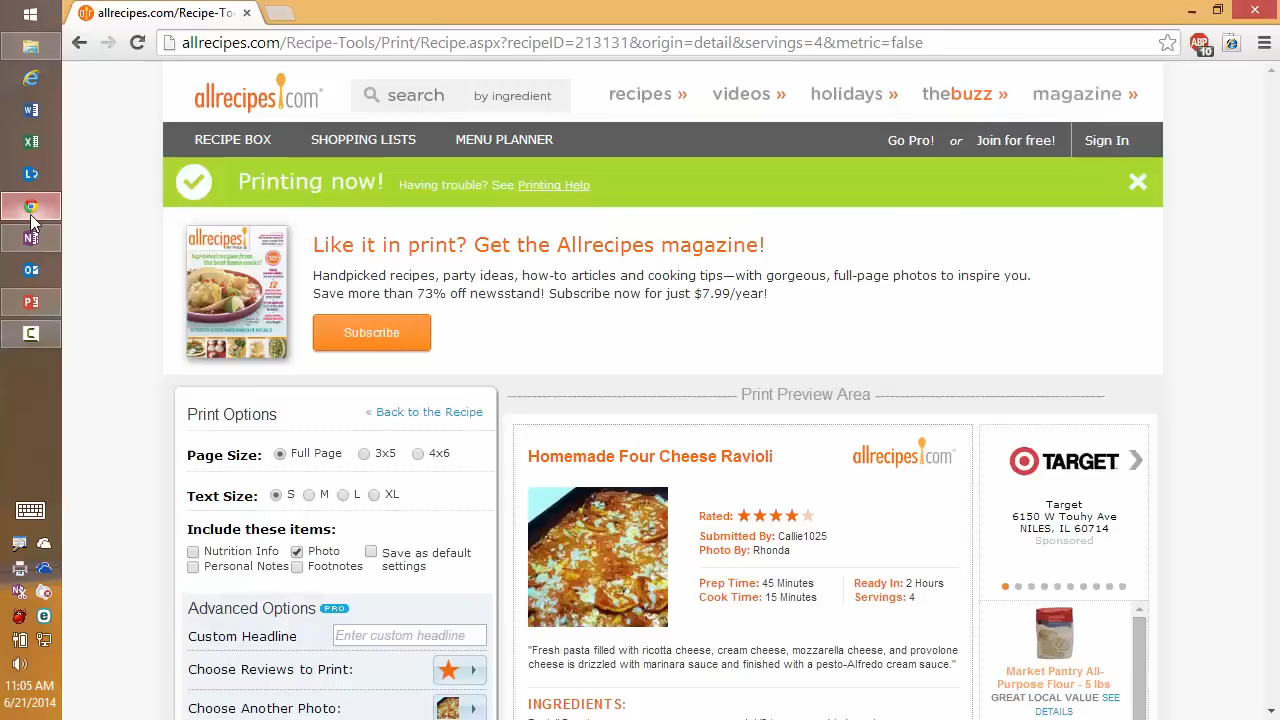 allrecipes.com/Recipe-To
allrecipes.com/Recipe-Tools/Print/Recipe.aspx?recipeID=213131&origin=detail&servings=4&metric=false
ABP
10
allrecipes.com
search
by ingredient
recipes »
videos »
holidays »
thebuzz »
magazine »
RECIPE BOX
SHOPPING LISTS
MENU PLANNER
Go Pro! or Join for free!
Sign In
Printing now!
Having trouble? See Printing Help
allrecipes
Like it in print? Get the Allrecipes magazine!
Handpicked recipes, party ideas, how-to articles and cooking tips—with gorgeous, full-page photos to inspire you.
Save more than 73% off newsstand! Subscribe now for just $7.99/year!
Subscribe
Print Options
« Back to the Recipe
Page Size:
Full Page
3x5
4x6
Text Size:
S
M
L
XL
Include these items:
Nutrition Info
Photo
Save as default settings
Personal Notes
Footnotes
Advanced Options PRO
Custom Headline
Enter custom headline
Choose Reviews to Print:
Choose Another Photo:
Print Preview Area
Homemade Four Cheese Ravioli
allrecipes.com
Rated:
Submitted By: Callie1025
Photo By: Rhonda
Prep Time: 45 Minutes
Cook Time: 15 Minutes
Ready In: 2 Hours
Servings: 4
"Fresh pasta filled with ricotta cheese, cream cheese, mozzarella cheese, and provolone
cheese is drizzled with marinara sauce and finished with a pesto-Alfredo cream sauce."
INGREDIENTS:
TARGET
Target
6150 W Touhy Ave
NILES, IL 60714
Sponsored
Market Pantry All-
Purpose Flour - 5 lbs
GREAT LOCAL VALUE SEE
DETAILS
11:05 AM
6/21/2014